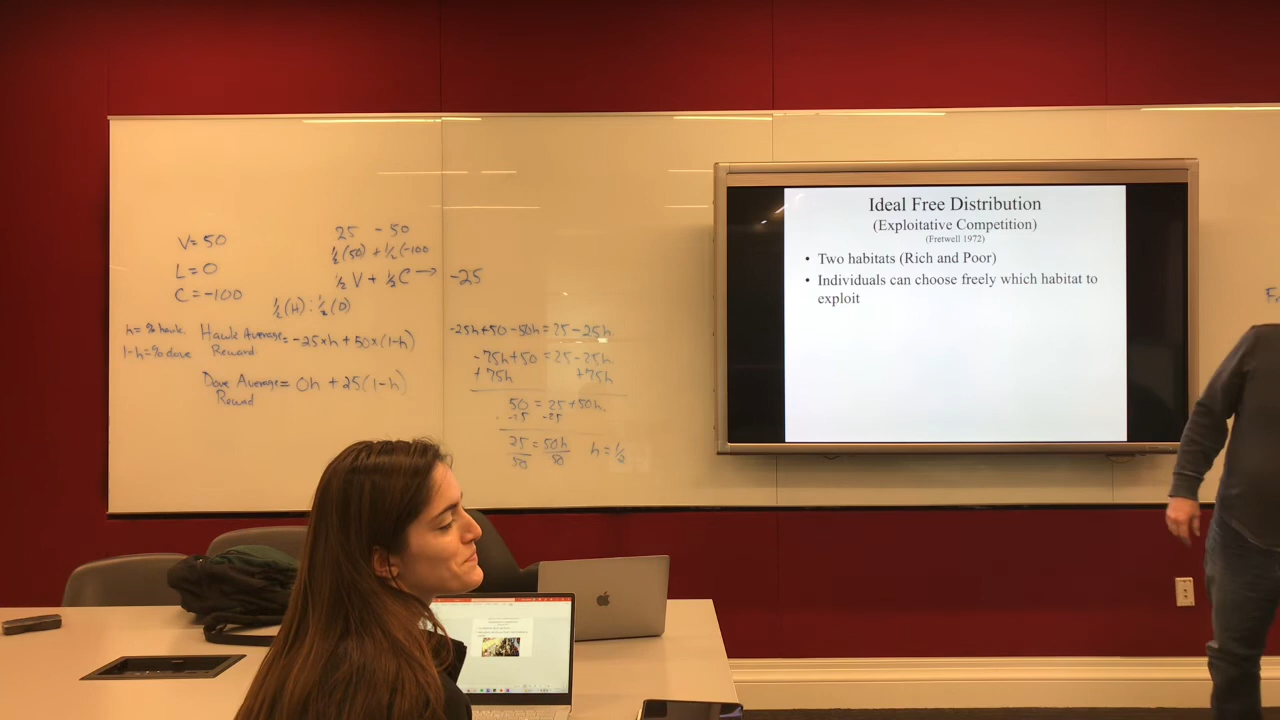 V=50
L=0
C=-100
25 -50
½(50) + ½(-100
½V + ½C → -25
½(H) : ½(D)
h=% hawk
1-h=% dove
Hawk Average Reward = -25×h + 50×(1-h)
Dove Average Reward = 0h + 25(1-h)
-25h+50-50h=25-25h
-75h+50=25-25h
+75h +75h
50=25+50h
-25 -25
25/50 = 50h/50 h=½
Ideal Free Distribution
(Exploitative Competition)
(Fretwell 1972)
• Two habitats (Rich and Poor)
• Individuals can choose freely which habitat to
exploit